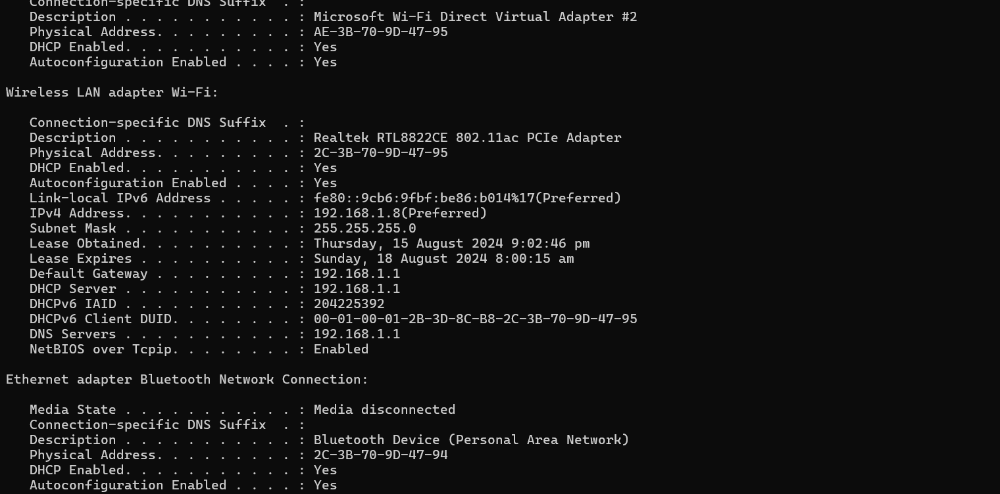 Connection-specific DNS Suffix  . :
   Description . . . . . . . . . . . : Microsoft Wi-Fi Direct Virtual Adapter #2
   Physical Address. . . . . . . . . : AE-3B-70-9D-47-95
   DHCP Enabled. . . . . . . . . . . : Yes
   Autoconfiguration Enabled . . . . : Yes

Wireless LAN adapter Wi-Fi:

   Connection-specific DNS Suffix  . :
   Description . . . . . . . . . . . : Realtek RTL8822CE 802.11ac PCIe Adapter
   Physical Address. . . . . . . . . : 2C-3B-70-9D-47-95
   DHCP Enabled. . . . . . . . . . . : Yes
   Autoconfiguration Enabled . . . . : Yes
   Link-local IPv6 Address . . . . . : fe80::9cb6:9fbf:be86:b014%17(Preferred)
   IPv4 Address. . . . . . . . . . . : 192.168.1.8(Preferred)
   Subnet Mask . . . . . . . . . . . : 255.255.255.0
   Lease Obtained. . . . . . . . . . : Thursday, 15 August 2024 9:02:46 pm
   Lease Expires . . . . . . . . . . : Sunday, 18 August 2024 8:00:15 am
   Default Gateway . . . . . . . . . : 192.168.1.1
   DHCP Server . . . . . . . . . . . : 192.168.1.1
   DHCPv6 IAID . . . . . . . . . . . : 204225392
   DHCPv6 Client DUID. . . . . . . . : 00-01-00-01-2B-3D-8C-B8-2C-3B-70-9D-47-95
   DNS Servers . . . . . . . . . . . : 192.168.1.1
   NetBIOS over Tcpip. . . . . . . . : Enabled

Ethernet adapter Bluetooth Network Connection:

   Media State . . . . . . . . . . . : Media disconnected
   Connection-specific DNS Suffix  . :
   Description . . . . . . . . . . . : Bluetooth Device (Personal Area Network)
   Physical Address. . . . . . . . . : 2C-3B-70-9D-47-94
   DHCP Enabled. . . . . . . . . . . : Yes
   Autoconfiguration Enabled . . . . : Yes